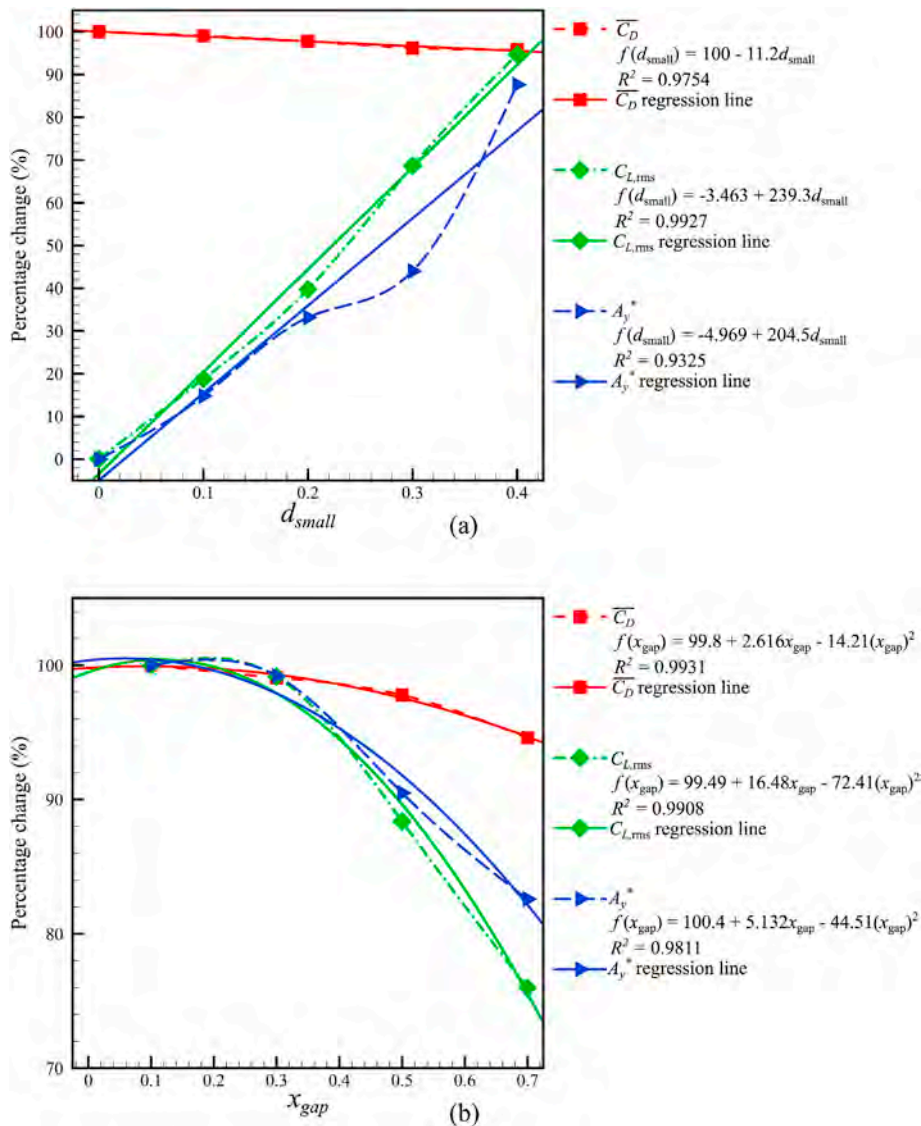 100
90
80
70
60
50
40
30
20
10
0
Percentage change (%)
0 0.1 0.2 0.3 0.4
d_small
(a)
C̅_D̅
f(d_small) = 100 - 11.2d_small
R² = 0.9754
C̅_D̅ regression line
C_L,rms
f(d_small) = -3.463 + 239.3d_small
R² = 0.9927
C_L,rms regression line
A_y*
f(d_small) = -4.969 + 204.5d_small
R² = 0.9325
A_y* regression line
100
90
80
70
Percentage change (%)
0 0.1 0.2 0.3 0.4 0.5 0.6 0.7
x_gap
(b)
C̅_D̅
f(x_gap) = 99.8 + 2.616x_gap - 14.21(x_gap)²
R² = 0.9931
C̅_D̅ regression line
C_L,rms
f(x_gap) = 99.49 + 16.48x_gap - 72.41(x_gap)²
R² = 0.9908
C_L,rms regression line
A_y*
f(x_gap) = 100.4 + 5.132x_gap - 44.51(x_gap)²
R² = 0.9811
A_y* regression line